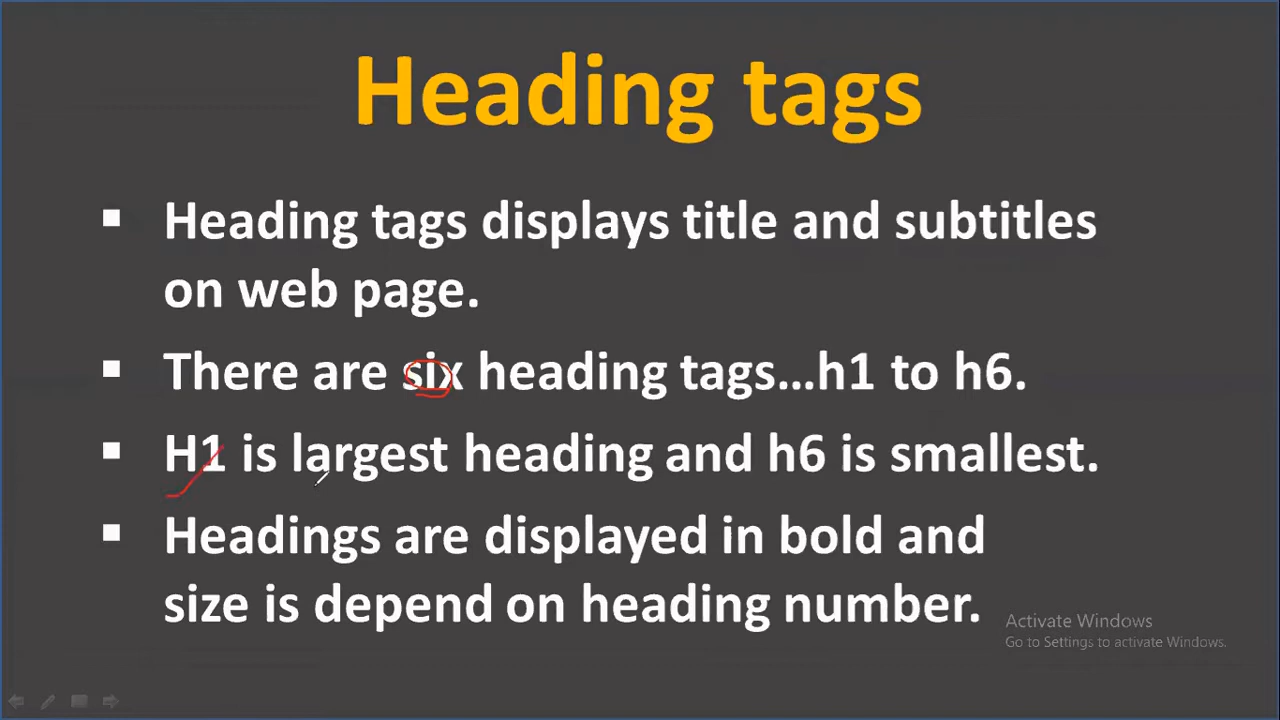 Heading tags
Heading tags displays title and subtitles
on web page.
There are six heading tags...h1 to h6.
H1 is largest heading and h6 is smallest.
Headings are displayed in bold and
size is depend on heading number.
Activate Windows
Go to Settings to activate Windows.